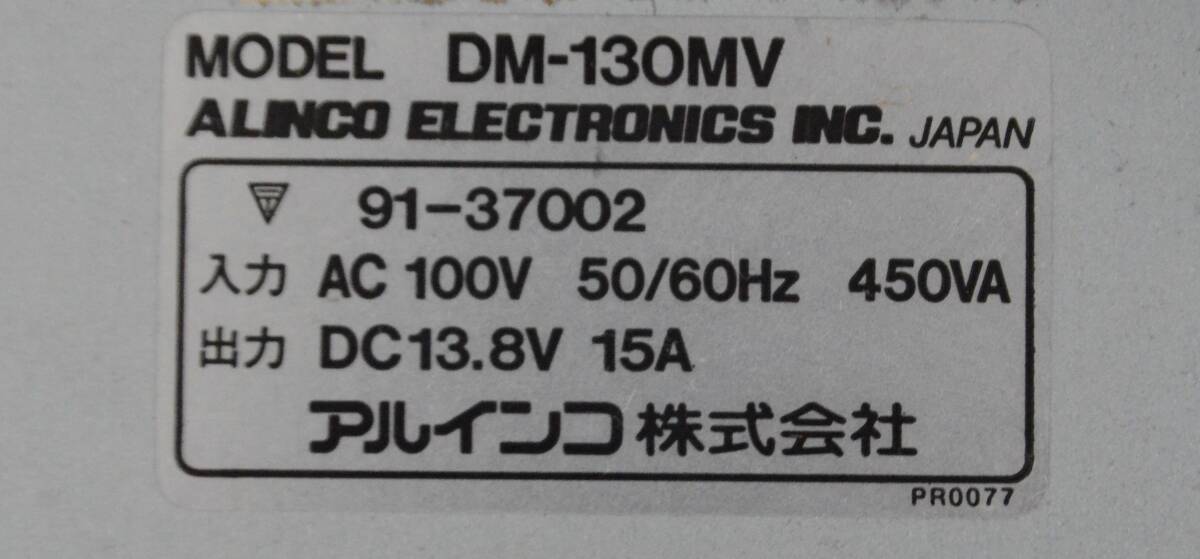 MODEL DM-130MV
ALINCO ELECTRONICS INC. JAPAN
91-37002
入力 AC 100V 50/60Hz 450VA
出力 DC13.8V 15A
アルインコ株式会社
PR0077